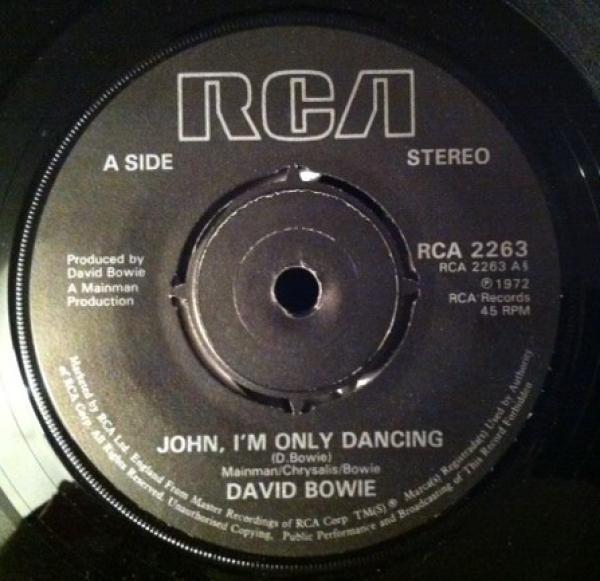 RCA
A SIDE
STEREO
Produced by
David Bowie
A Mainman
Production
RCA 2263
RCA 2263 A§
℗ 1972
RCA Records
45 RPM
JOHN, I'M ONLY DANCING
(D.Bowie)
Mainman/Chrysalis/Bowie
DAVID BOWIE
Marketed by RCA Ltd. England From Master Recordings of RCA Corp. TM(S) ® Marca(s) Registrada(s) Used by Authority
of RCA Corp. All Rights Reserved. Unauthorised Copying, Public Performance and Broadcasting of This Record Forbidden